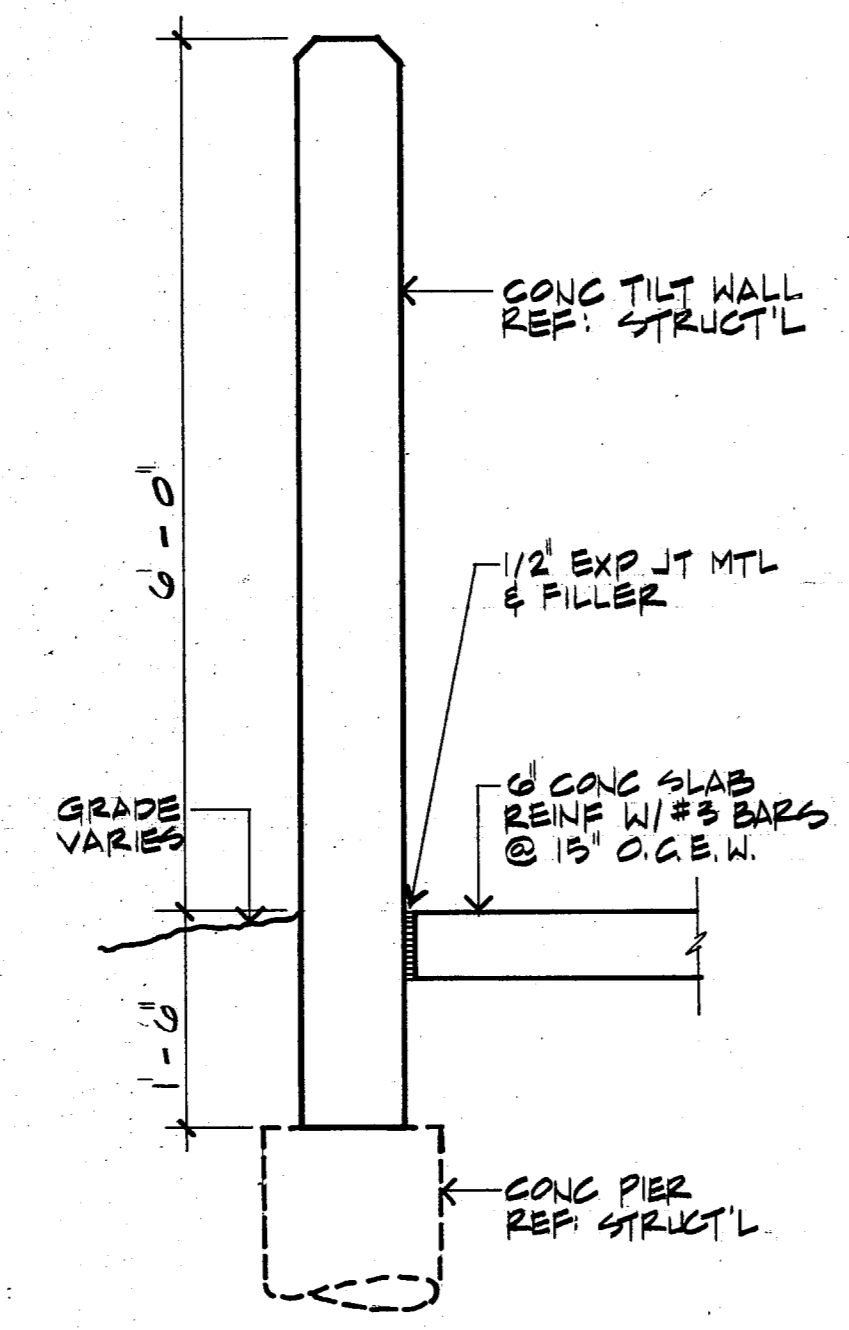 CONC TILT WALL
REF: STRUCT'L
6'-0"
1/2" EXP JT MTL
& FILLER
6" CONC SLAB
REINF W/ #3 BARS
@ 15" O.C.E.W.
GRADE
VARIES
1'-6"
CONC PIER
REF: STRUCT'L